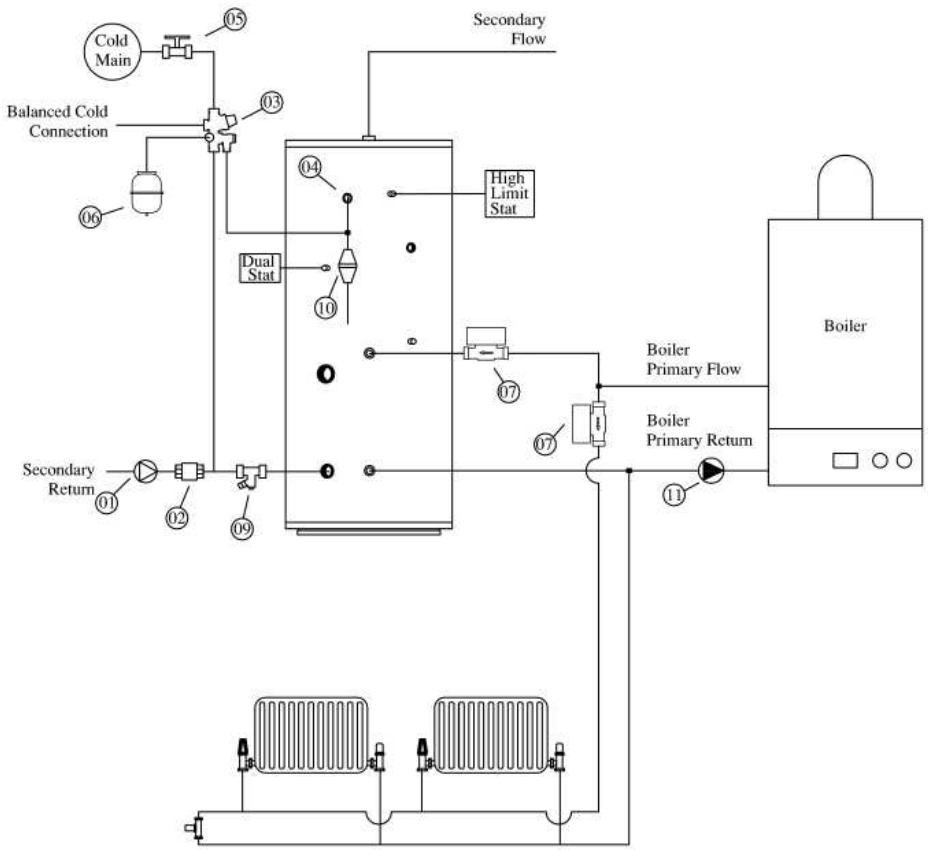 05
Secondary
Flow
Cold
Main
03
Balanced Cold
Connection
04
High
Limit
Stat
06
Dual
Stat
10
Boiler
Boiler
Primary Flow
07
07
Boiler
Primary Return
Secondary
Return
01
02
09
11